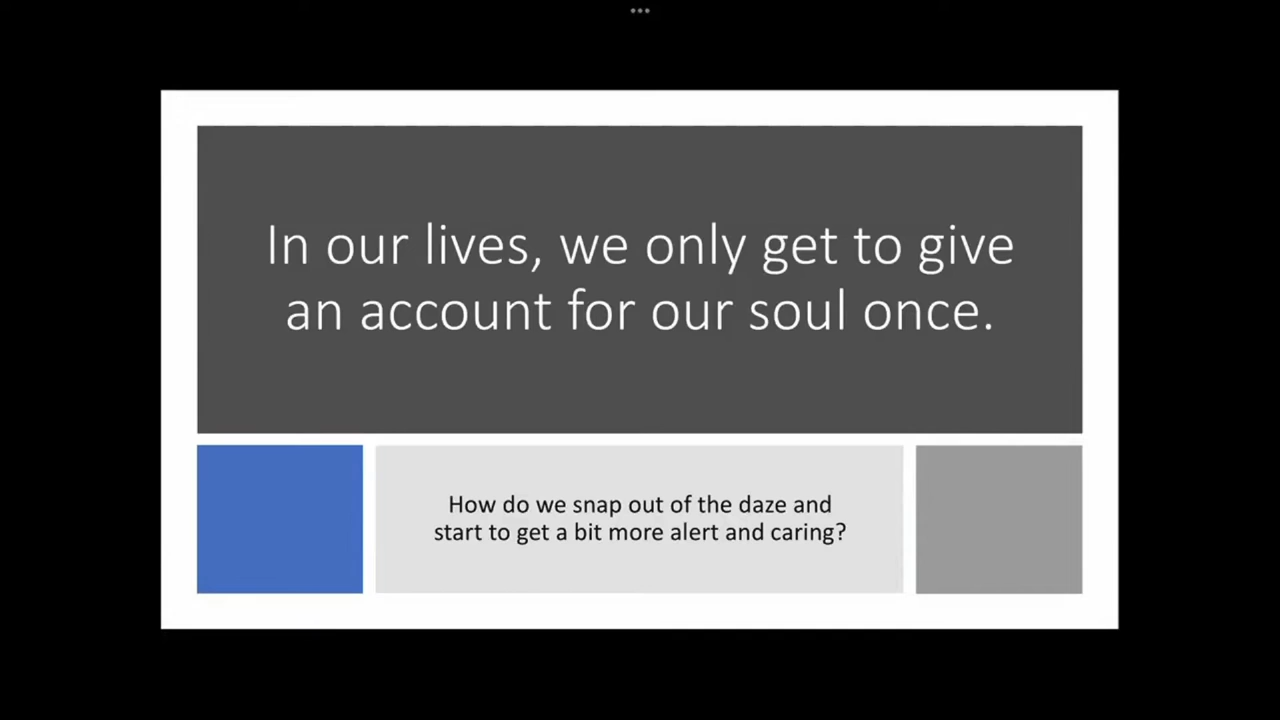 In our lives, we only get to give
an account for our soul once.
How do we snap out of the daze and
start to get a bit more alert and caring?